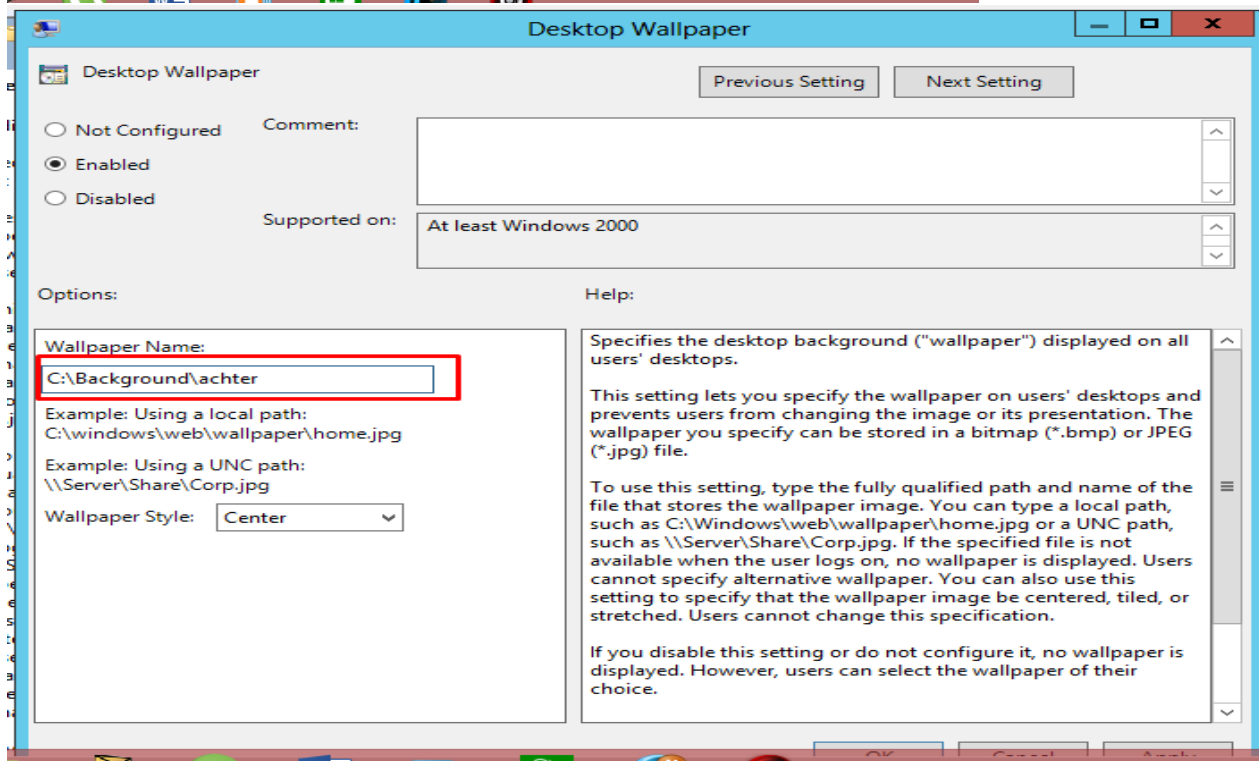 Desktop Wallpaper
Desktop Wallpaper
Previous Setting
Next Setting
Not Configured
Comment:
Enabled
Disabled
Supported on:
At least Windows 2000
Options:
Help:
Wallpaper Name:
C:\Background\achter
Example: Using a local path:
C:\windows\web\wallpaper\home.jpg
Example: Using a UNC path:
\\Server\Share\Corp.jpg
Wallpaper Style:
Center
Specifies the desktop background ("wallpaper") displayed on all
users' desktops.
This setting lets you specify the wallpaper on users' desktops and
prevents users from changing the image or its presentation. The
wallpaper you specify can be stored in a bitmap (*.bmp) or JPEG
(*.jpg) file.
To use this setting, type the fully qualified path and name of the
file that stores the wallpaper image. You can type a local path,
such as C:\Windows\web\wallpaper\home.jpg or a UNC path,
such as \\Server\Share\Corp.jpg. If the specified file is not
available when the user logs on, no wallpaper is displayed. Users
cannot specify alternative wallpaper. You can also use this
setting to specify that the wallpaper image be centered, tiled, or
stretched. Users cannot change this specification.
If you disable this setting or do not configure it, no wallpaper is
displayed. However, users can select the wallpaper of their
choice.
OK
Cancel
Apply